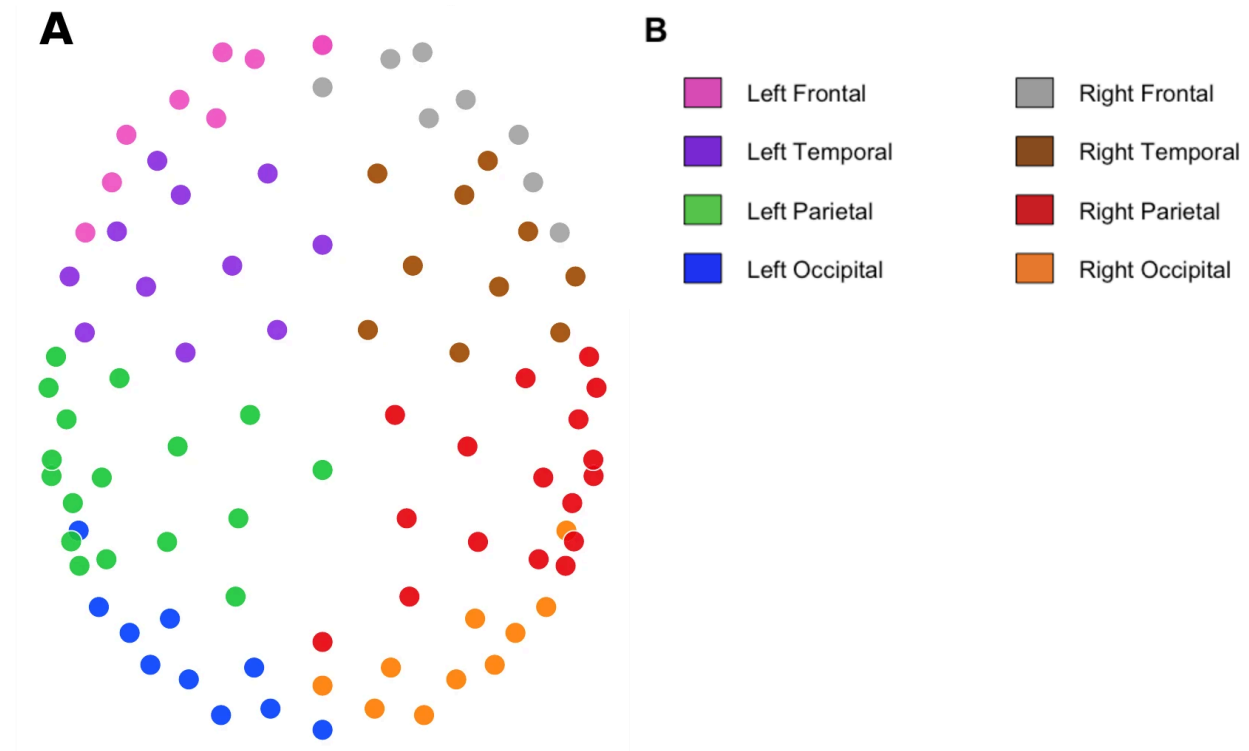 A
B
Left Frontal
Right Frontal
Left Temporal
Right Temporal
Left Parietal
Right Parietal
Left Occipital
Right Occipital